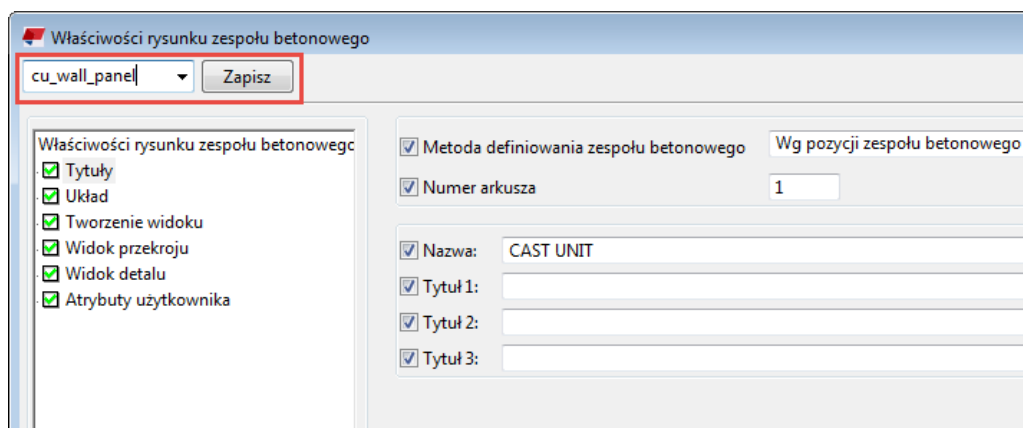 Właściwości rysunku zespołu betonowego
cu_wall_panel
Zapisz
Właściwości rysunku zespołu betonowegc
Tytuły
Układ
Tworzenie widoku
Widok przekroju
Widok detalu
Atrybuty użytkownika
Metoda definiowania zespołu betonowego Wg pozycji zespołu betonowego
Numer arkusza 1
Nazwa: CAST UNIT
Tytuł 1:
Tytuł 2:
Tytuł 3: